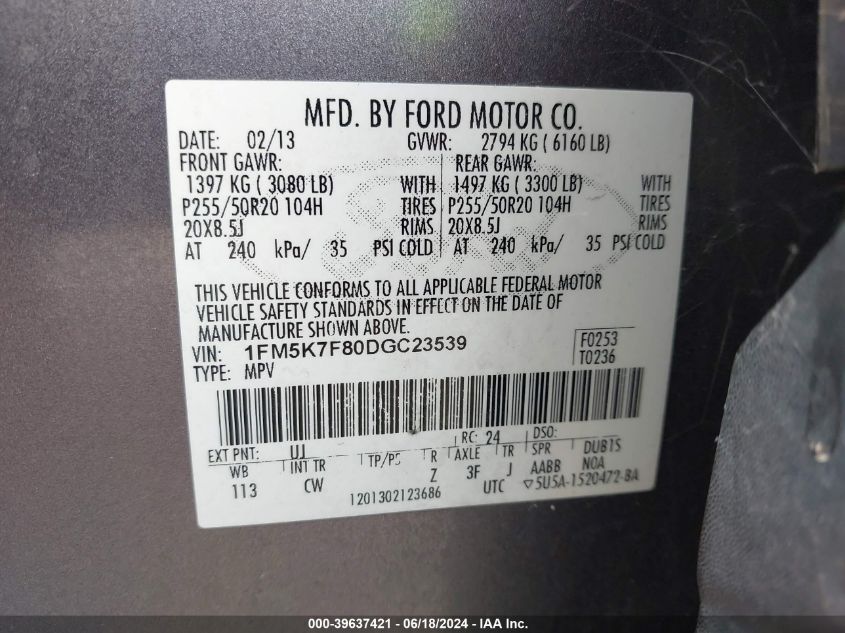 MFD. BY FORD MOTOR CO.
DATE: 02/13 GVWR: 2794 KG ( 6160 LB)
FRONT GAWR: REAR GAWR:
1397 KG ( 3080 LB) WITH 1497 KG ( 3300 LB) WITH
P255/50R20 104H TIRES P255/50R20 104H TIRES
20X8.5J RIMS 20X8.5J RIMS
AT 240 kPa/ 35 PSI COLD AT 240 kPa/ 35 PSI COLD
THIS VEHICLE CONFORMS TO ALL APPLICABLE FEDERAL MOTOR
VEHICLE SAFETY STANDARDS IN EFFECT ON THE DATE OF
MANUFACTURE SHOWN ABOVE.
VIN: 1FM5K7F80DGC23539 F0253
TYPE: MPV T0236
EXT PNT: UJ RC: 24 DSO:
WB INT TR TP/PS R AXLE TR SPR DUB1S
113 CW Z 3F J AABB NOA
1201302123686 UTC ▽5U5A-1520472-BA
000-39637421 - 06/18/2024 - IAA Inc.